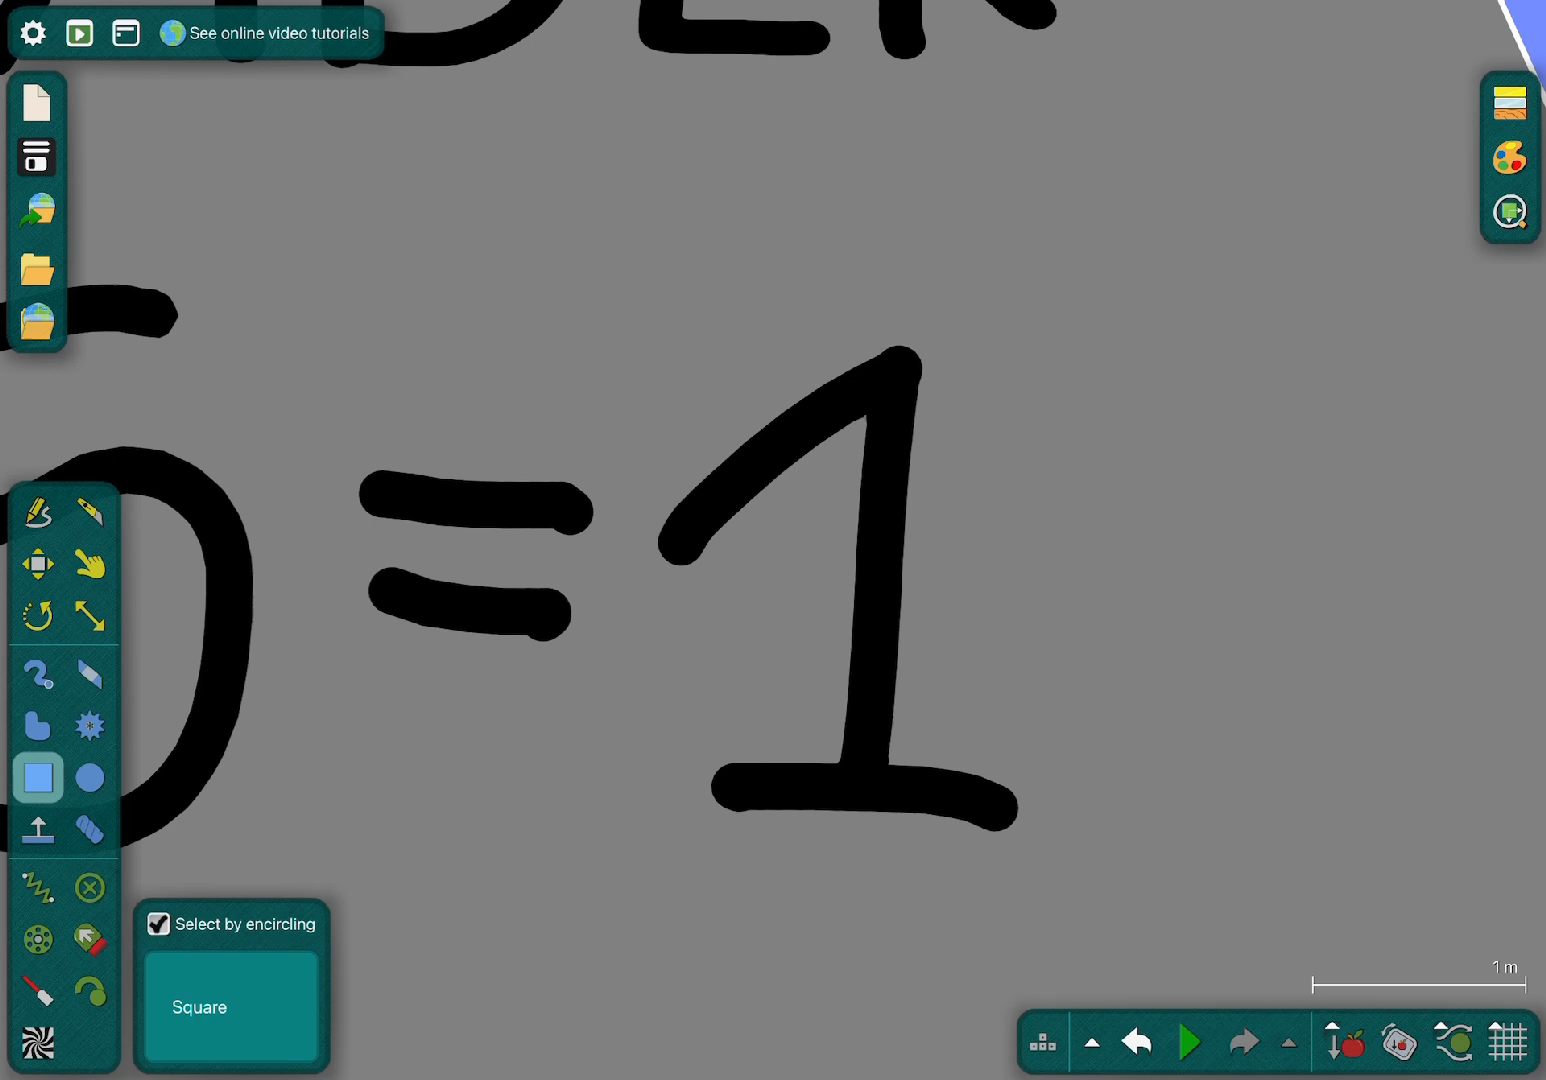 See online video tutorials
= 1
Select by encircling
Square
1 m